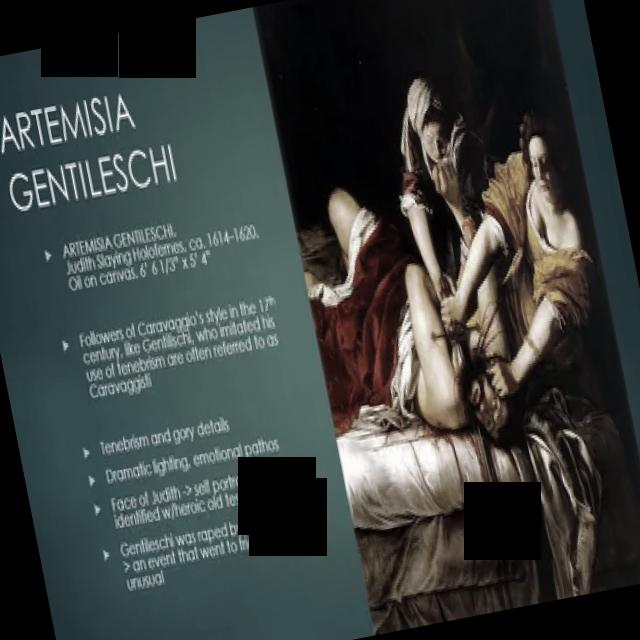 ARTEMISIA
GENTILESCHI
ARTEMISIA GENTILESCHI,
Judith Slaying Holofernes, ca. 1614-1620,
Oil on canvas, 6' 6 1/3" x 5' 4"
Followers of Caravaggio's style in the 17th
century, like Gentilischi, who imitated his
use of tenebrism are often referred to as
Caravaggisti
Tenebrism and gory details
Dramatic lighting, emotional pathos
Face of Judith -> self
identified w/heroic old
Gentileschi was raped
> an event that went to
unusual